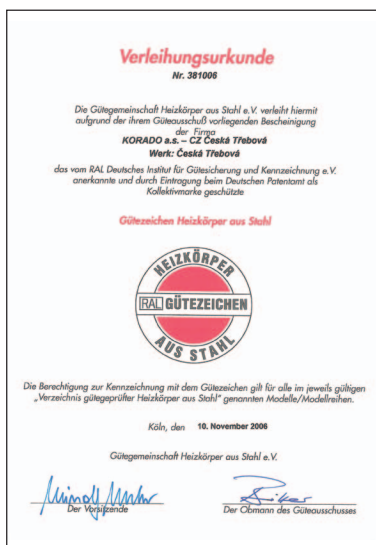 Verleihungsurkunde
Nr. 381006
Die Gütegemeinschaft Heizkörper aus Stahl e.V. verleiht hiermit
aufgrund der ihrem Güteausschuß vorliegenden Bescheinigung
der Firma
KORADO a.s. – CZ Česká Třebová
Werk: Česká Třebová
das vom RAL Deutsches Institut für Gütesicherung und Kennzeichnung e.V.
anerkannte und durch Eintragung beim Deutschen Patentamt als
Kollektivmarke geschützte
Gütezeichen Heizkörper aus Stahl
HEIZKÖRPER
RAL GÜTEZEICHEN
AUS STAHL
Die Berechtigung zur Kennzeichnung mit dem Gütezeichen gilt für alle im jeweils gültigen
„Verzeichnis gütegeprüfter Heizkörper aus Stahl" genannten Modelle/Modellreihen.
Köln, den 10. November 2006
Gütegemeinschaft Heizkörper aus Stahl e.V.
Der Vorsitzende
Der Obmann des Güteausschusses